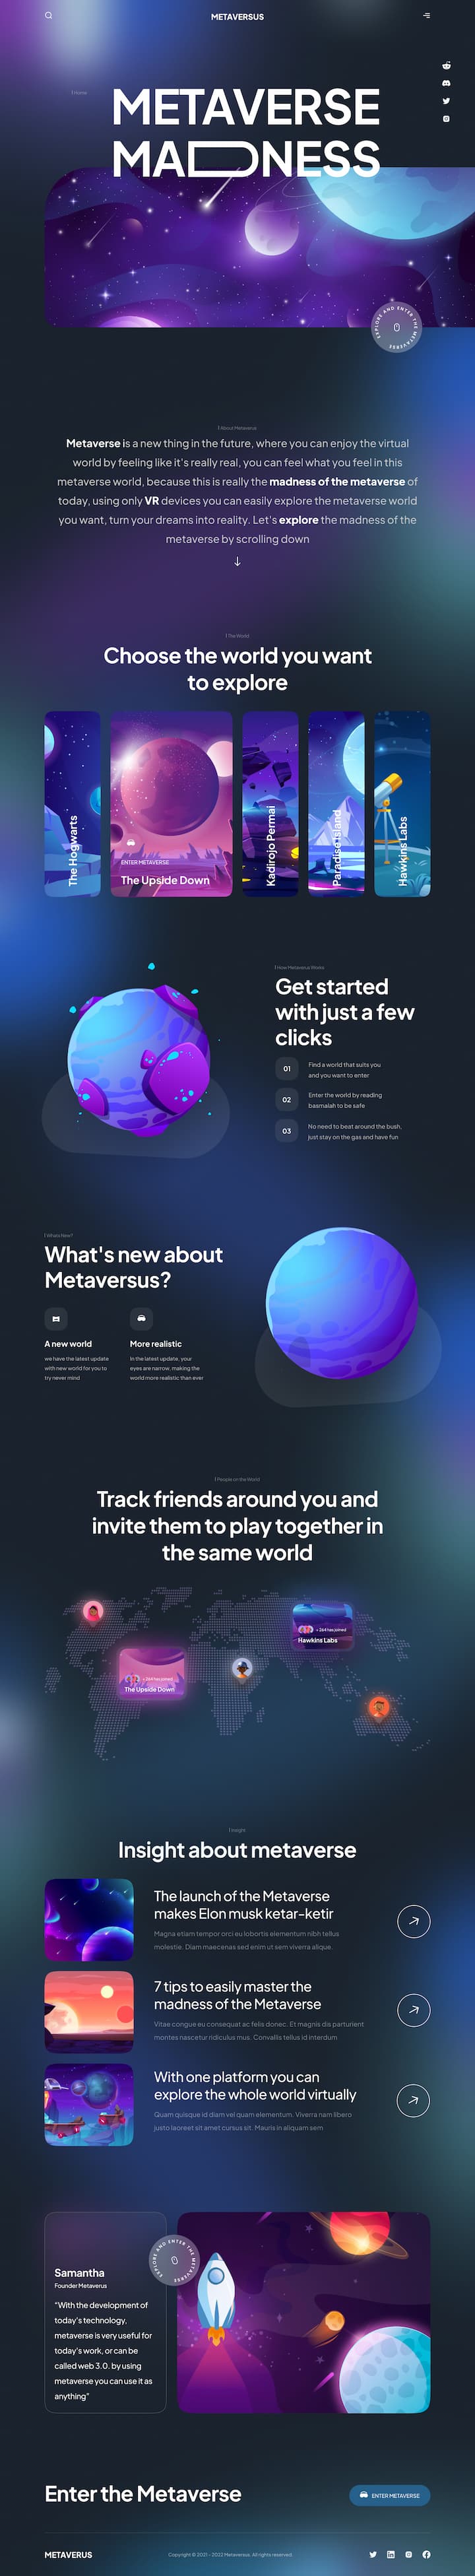 METAVERSUS
| Home
METAVERSE
MADNESS
EXPLORE AND ENTER THE METAVERSE
| About Metaverus
Metaverse is a new thing in the future, where you can enjoy the virtual
world by feeling like it's really real, you can feel what you feel in this
metaverse world, because this is really the madness of the metaverse of
today, using only VR devices you can easily explore the metaverse world
you want, turn your dreams into reality. Let's explore the madness of the
metaverse by scrolling down
| The World
Choose the world you want
to explore
The Hogwarts
ENTER METAVERSE
The Upside Down
Kadirojo Permai
Paradise Island
Hawkins Labs
| How Metaversus Works
Get started
with just a few
clicks
01
Find a world that suits you
and you want to enter
02
Enter the world by reading
basmalah to be safe
03
No need to beat around the bush,
just stay on the gas and have fun
| Whats New?
What's new about
Metaversus?
A new world
we have the latest update
with new world for you to
try never mind
More realistic
In the latest update, your
eyes are narrow, making the
world more realistic than ever
| People on the World
Track friends around you and
invite them to play together in
the same world
+ 264 has joined
Hawkins Labs
+ 264 has joined
The Upside Down
| Insight
Insight about metaverse
The launch of the Metaverse
makes Elon musk ketar-ketir
Magna etiam tempor orci eu lobortis elementum nibh tellus
molestie. Diam maecenas sed enim ut sem viverra alique.
7 tips to easily master the
madness of the Metaverse
Vitae congue eu consequat ac felis donec. Et magnis dis parturient
montes nascetur ridiculus mus. Convallis tellus id interdum
With one platform you can
explore the whole world virtually
Quam quisque id diam vel quam elementum. Viverra nam libero
justo laoreet sit amet cursus sit. Mauris in aliquam sem
EXPLORE AND ENTER THE METAVERSE
Samantha
Founder Metaverus
"With the development of
today's technology,
metaverse is very useful for
today's work, or can be
called web 3.0. by using
metaverse you can use it as
anything"
Enter the Metaverse
ENTER METAVERSE
METAVERUS
Copyright © 2021 - 2022 Metaversus. All rights reserved.